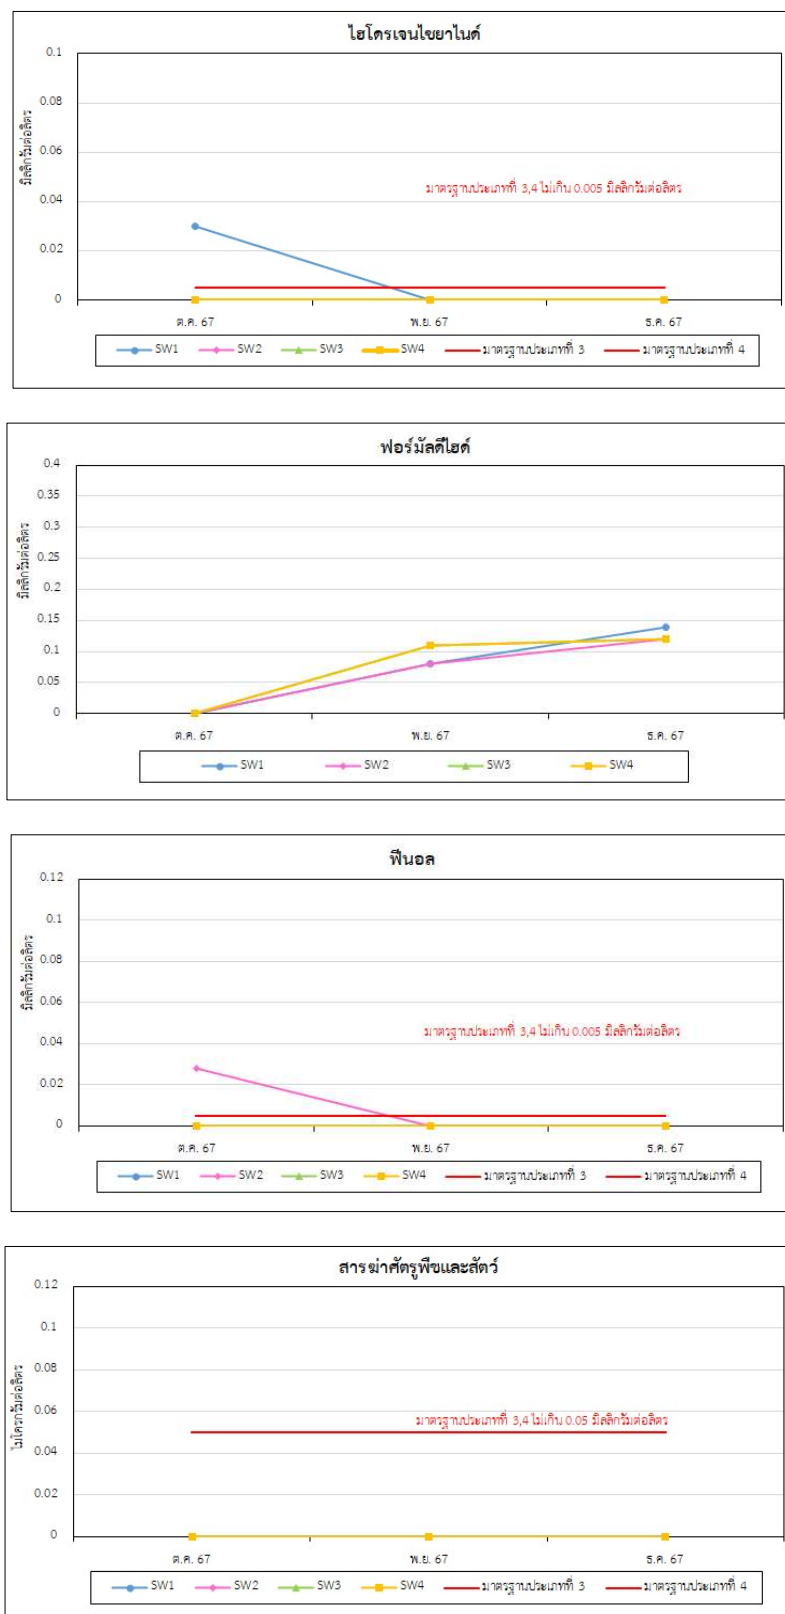 ไฮโดรเจนไซยาไนด์
0.1
0.08
0.06
0.04
0.02
0
มิลลิกรัมต่อลิตร
มาตรฐานประเภทที่ 3,4 ไม่เกิน 0.005 มิลลิกรัมต่อลิตร
ต.ค. 67 พ.ย. 67 ธ.ค. 67
SW1 SW2 SW3 SW4 มาตรฐานประเภทที่ 3 มาตรฐานประเภทที่ 4
ฟอร์มัลดีไฮด์
0.4
0.35
0.3
0.25
0.2
0.15
0.1
0.05
0
มิลลิกรัมต่อลิตร
ต.ค. 67 พ.ย. 67 ธ.ค. 67
SW1 SW2 SW3 SW4
ฟีนอล
0.12
0.1
0.08
0.06
0.04
0.02
0
มิลลิกรัมต่อลิตร
มาตรฐานประเภทที่ 3,4 ไม่เกิน 0.005 มิลลิกรัมต่อลิตร
ต.ค. 67 พ.ย. 67 ธ.ค. 67
SW1 SW2 SW3 SW4 มาตรฐานประเภทที่ 3 มาตรฐานประเภทที่ 4
สารฆ่าศัตรูพืชและสัตว์
0.12
0.1
0.08
0.06
0.04
0.02
0
ไมโครกรัมต่อลิตร
มาตรฐานประเภทที่ 3,4 ไม่เกิน 0.05 มิลลิกรัมต่อลิตร
ต.ค. 67 พ.ย. 67 ธ.ค. 67
SW1 SW2 SW3 SW4 มาตรฐานประเภทที่ 3 มาตรฐานประเภทที่ 4